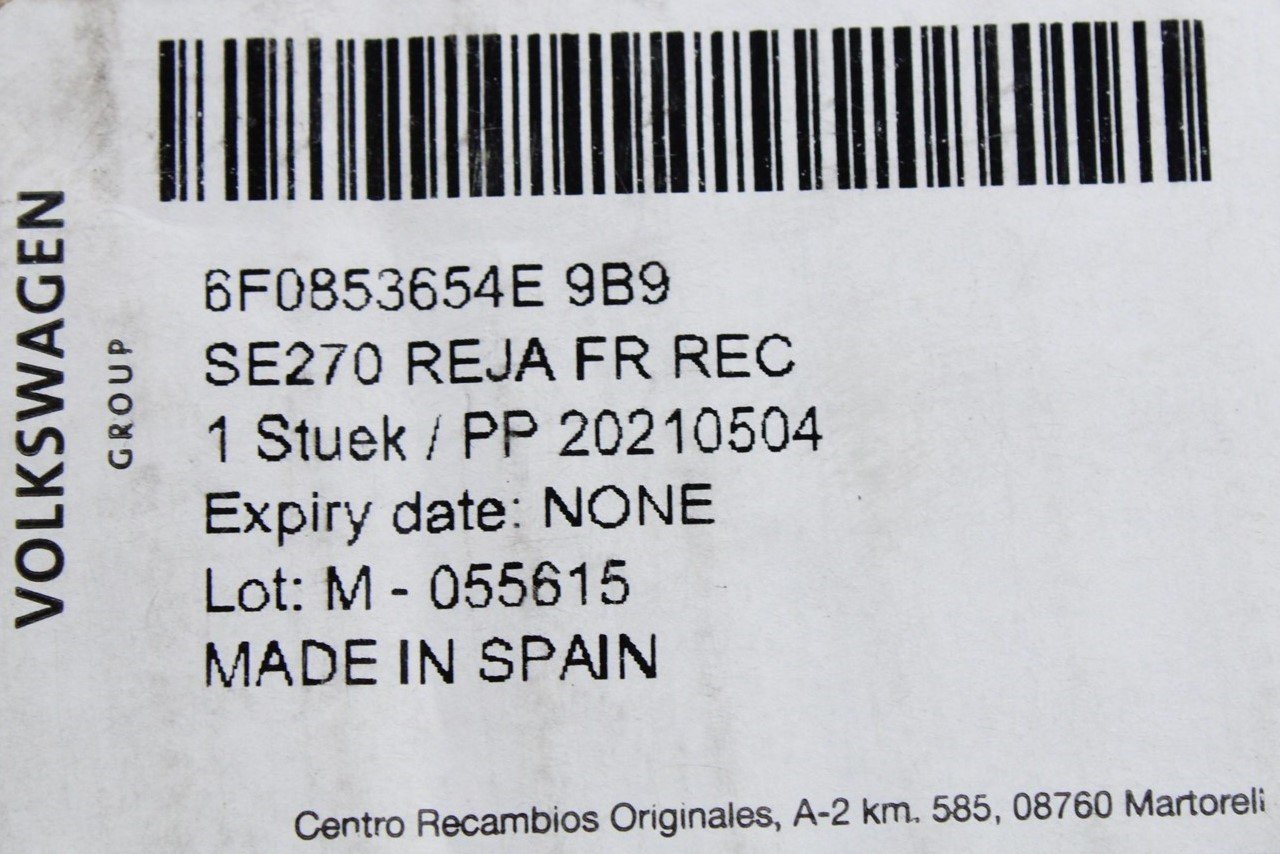 VOLKSWAGEN
GROUP
6F0853654E 9B9
SE270 REJA FR REC
1 Stuek / PP 20210504
Expiry date: NONE
Lot: M - 055615
MADE IN SPAIN
Centro Recambios Originales, A-2 km. 585, 08760 Martorell